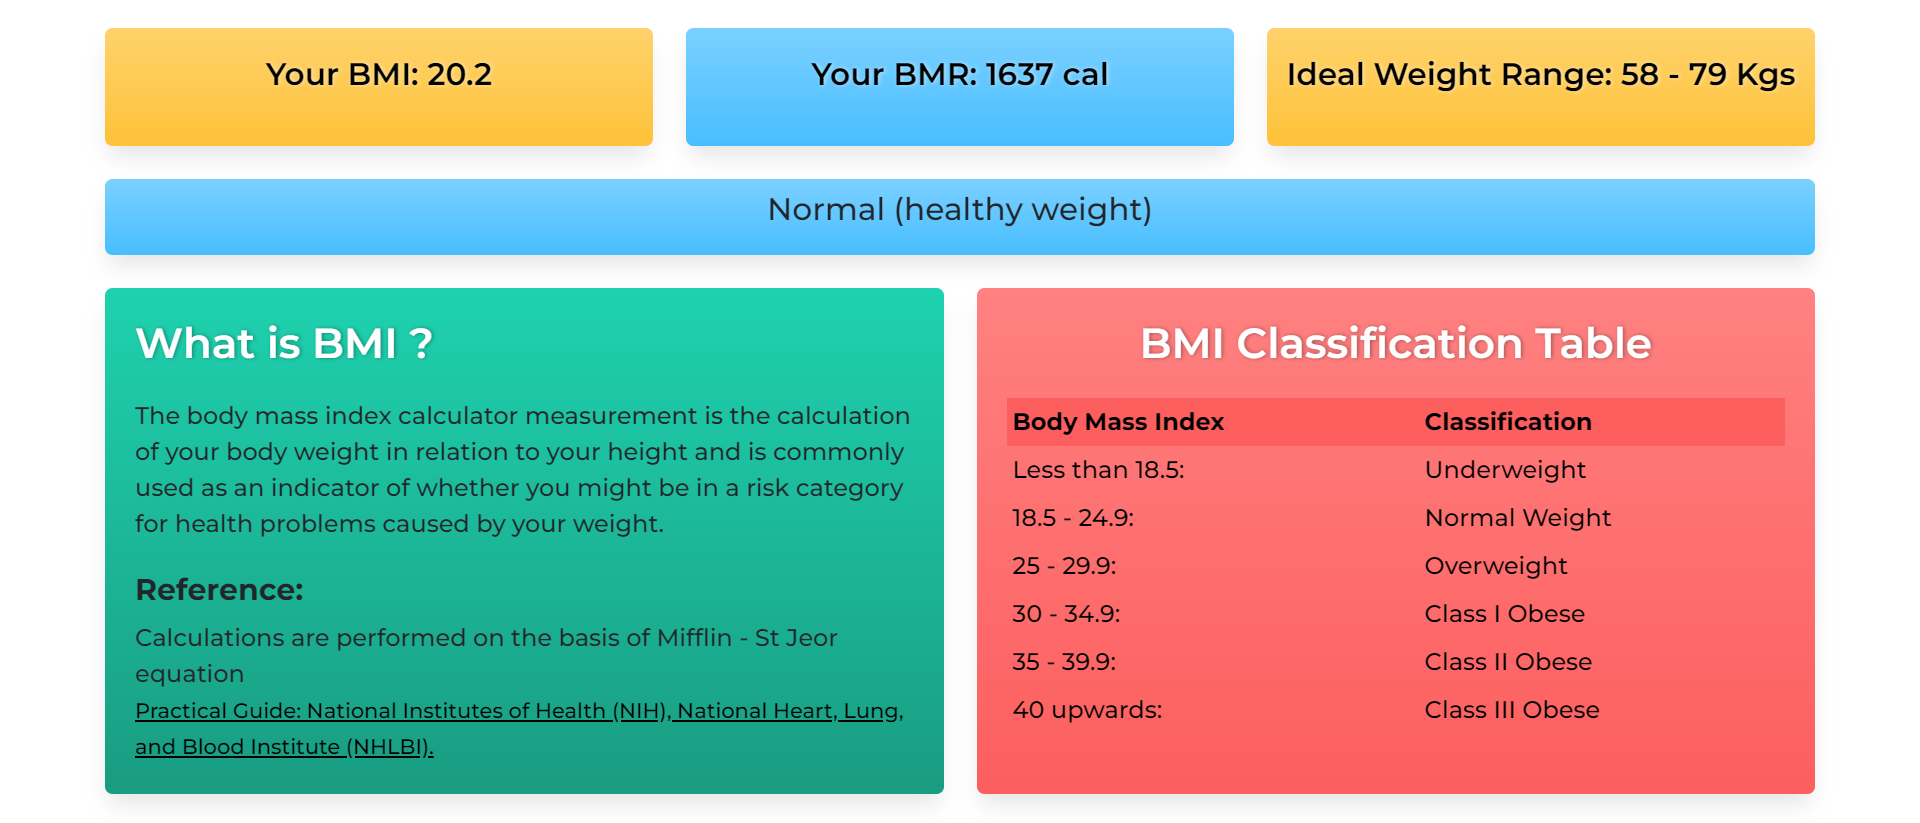 Your BMI: 20.2
Your BMR: 1637 cal
Ideal Weight Range: 58 - 79 Kgs
Normal (healthy weight)
What is BMI ?
The body mass index calculator measurement is the calculation
of your body weight in relation to your height and is commonly
used as an indicator of whether you might be in a risk category
for health problems caused by your weight.
Reference:
Calculations are performed on the basis of Mifflin - St Jeor
equation
Practical Guide: National Institutes of Health (NIH), National Heart, Lung,
and Blood Institute (NHLBI).
BMI Classification Table
Body Mass Index Classification
Less than 18.5: Underweight
18.5 - 24.9: Normal Weight
25 - 29.9: Overweight
30 - 34.9: Class I Obese
35 - 39.9: Class II Obese
40 upwards: Class III Obese